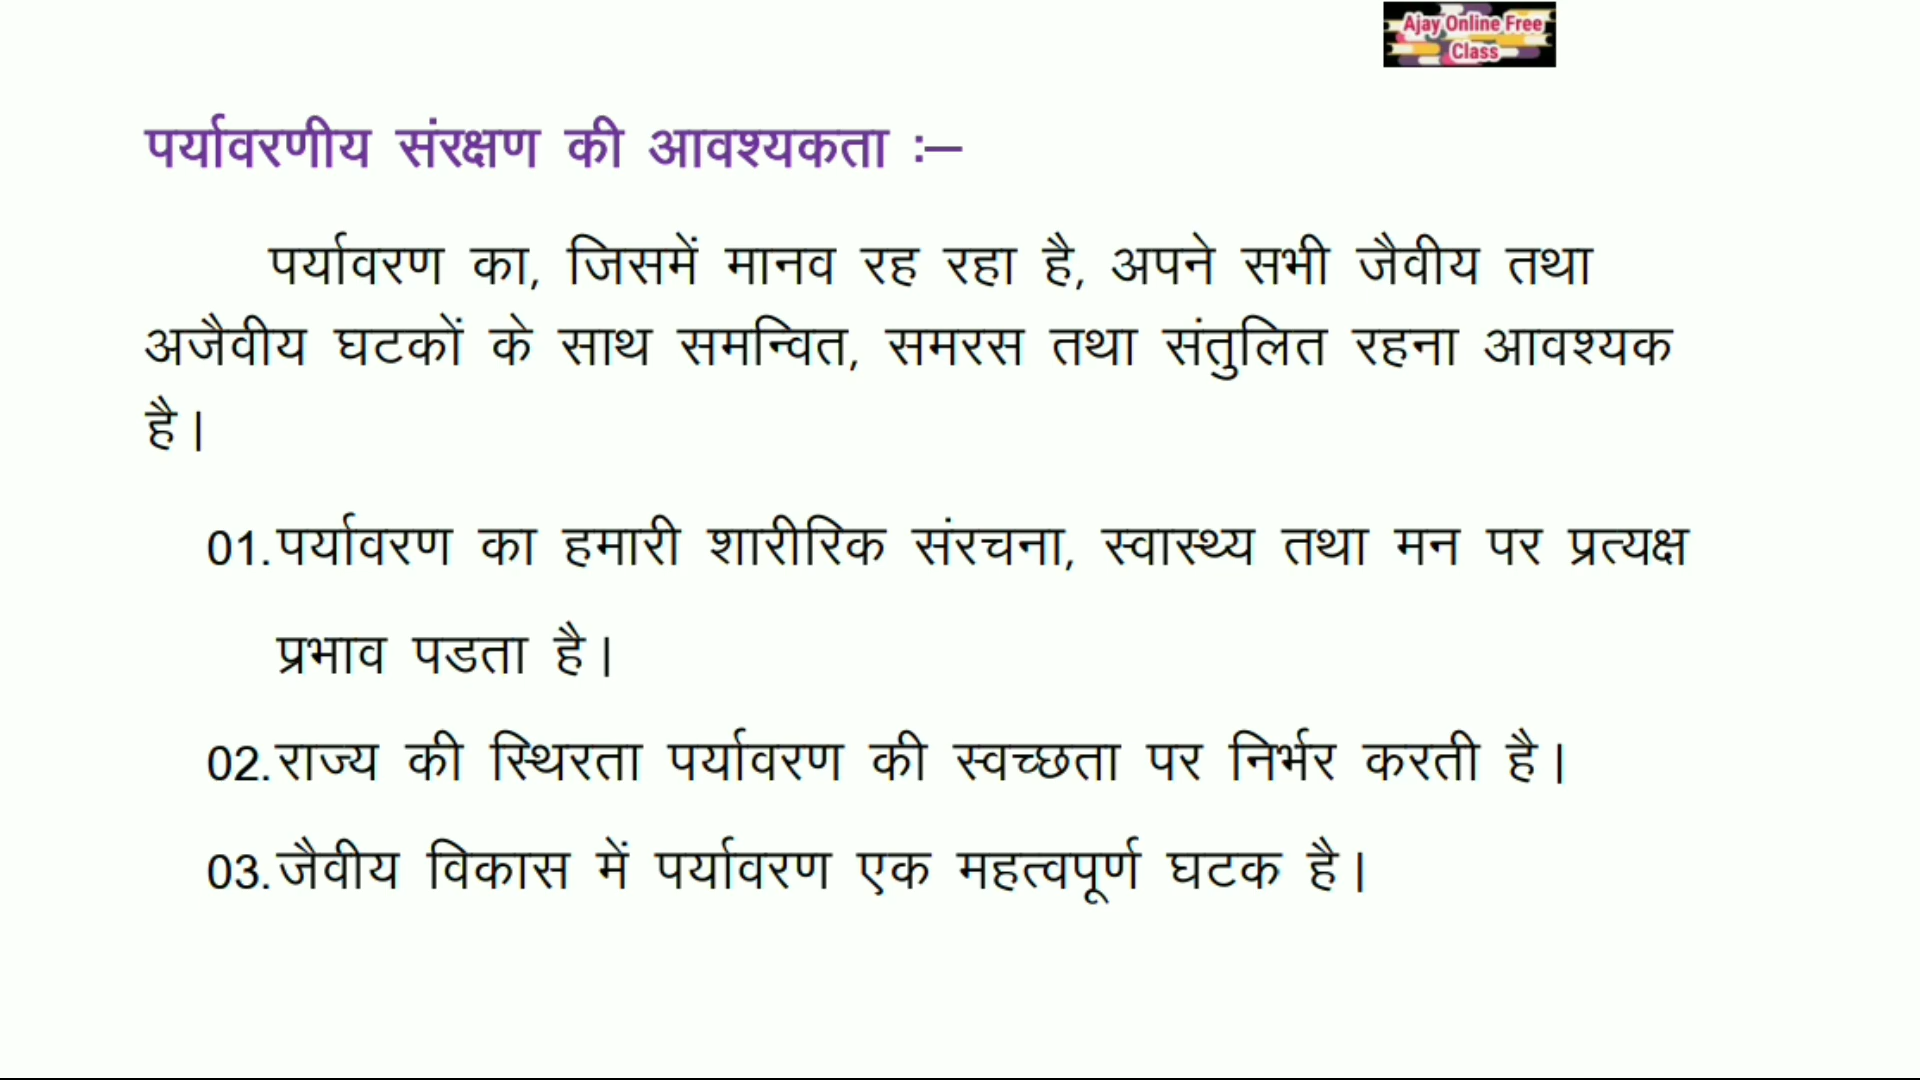 Ajay Online Free
Class
पर्यावरणीय संरक्षण की आवश्यकता :–
पर्यावरण का, जिसमें मानव रह रहा है, अपने सभी जैवीय तथा
अजैवीय घटकों के साथ समन्वित, समरस तथा संतुलित रहना आवश्यक
है।
01.पर्यावरण का हमारी शारीरिक संरचना, स्वास्थ्य तथा मन पर प्रत्यक्ष
प्रभाव पडता है।
02.राज्य की स्थिरता पर्यावरण की स्वच्छता पर निर्भर करती है।
03.जैवीय विकास में पर्यावरण एक महत्वपूर्ण घटक है।